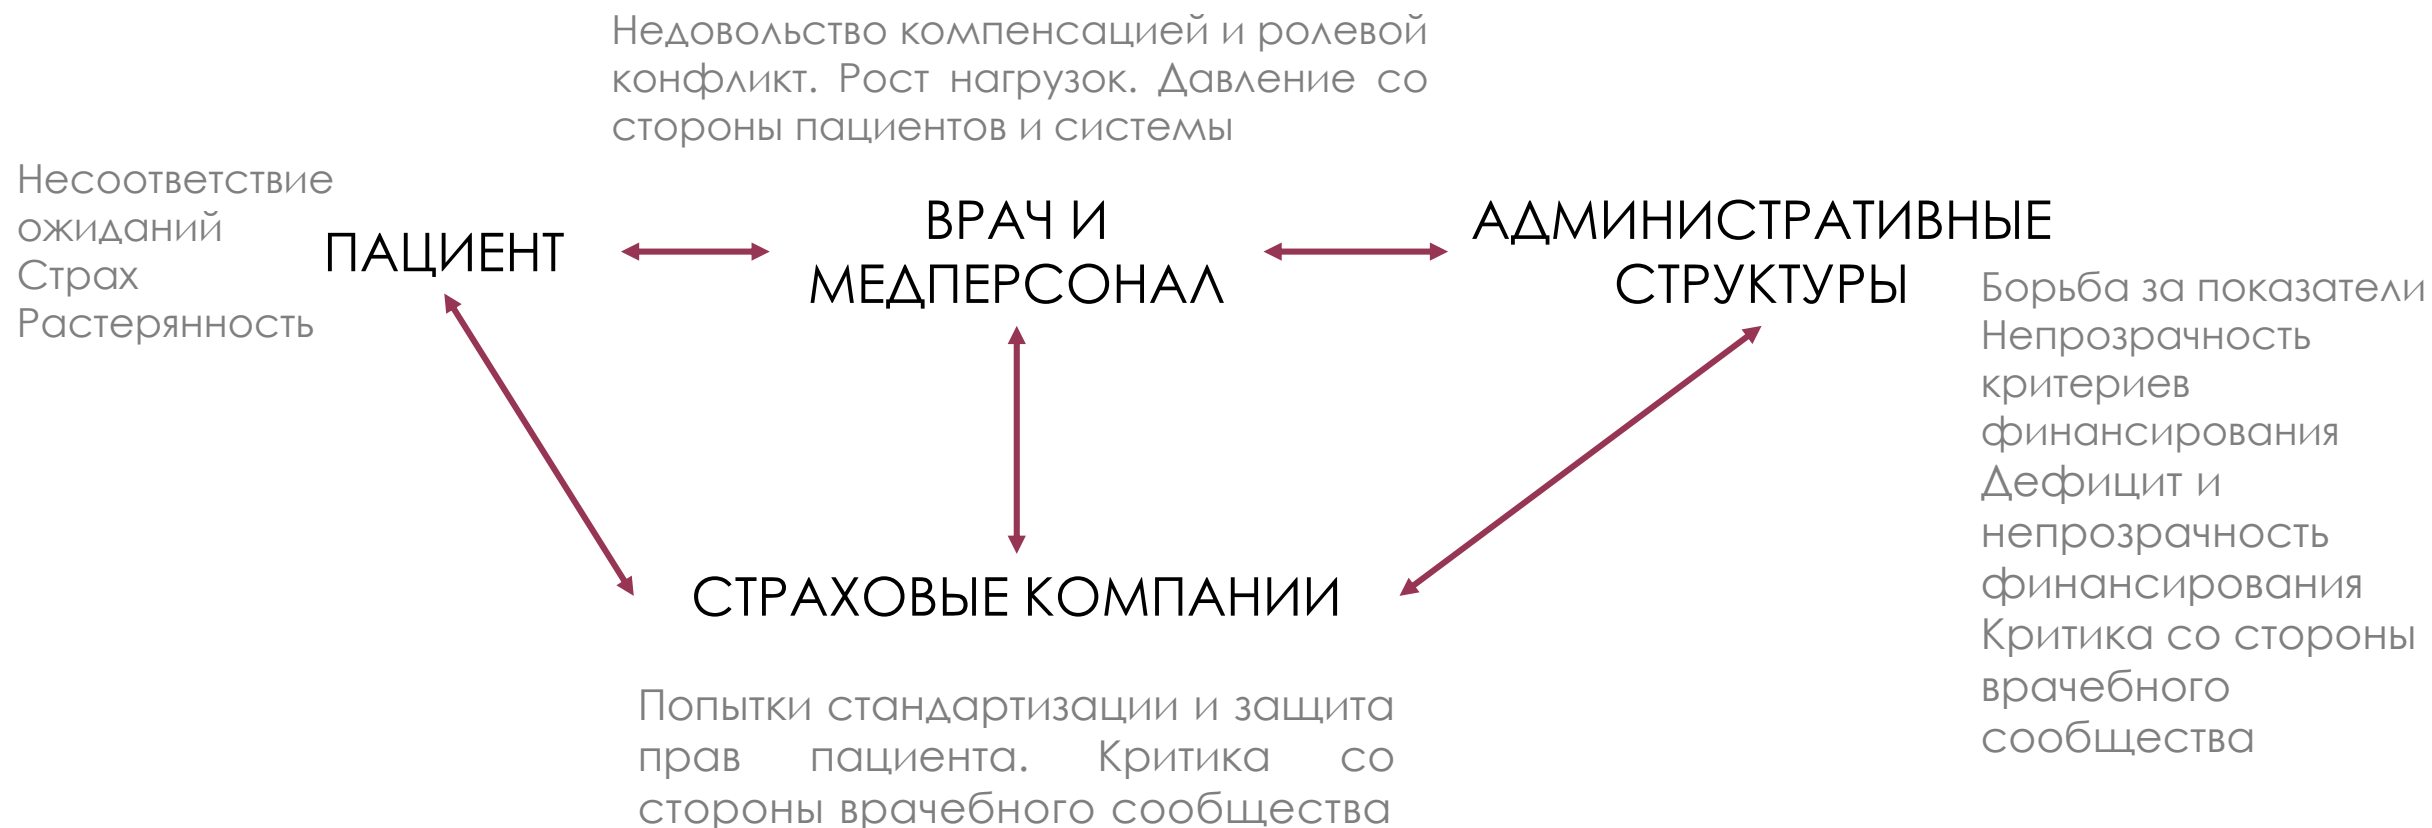 Недовольство компенсацией и ролевой
конфликт. Рост нагрузок. Давление со
стороны пациентов и системы
Несоответствие
ожиданий
Страх
Растерянность
ПАЦИЕНТ
ВРАЧ И
МЕДПЕРСОНАЛ
АДМИНИСТРАТИВНЫЕ
СТРУКТУРЫ
Борьба за показатели
Непрозрачность
критериев
финансирования
Дефицит и
непрозрачность
финансирования
Критика со стороны
врачебного
сообщества
СТРАХОВЫЕ КОМПАНИИ
Попытки стандартизации и защита
прав пациента. Критика со
стороны врачебного сообщества